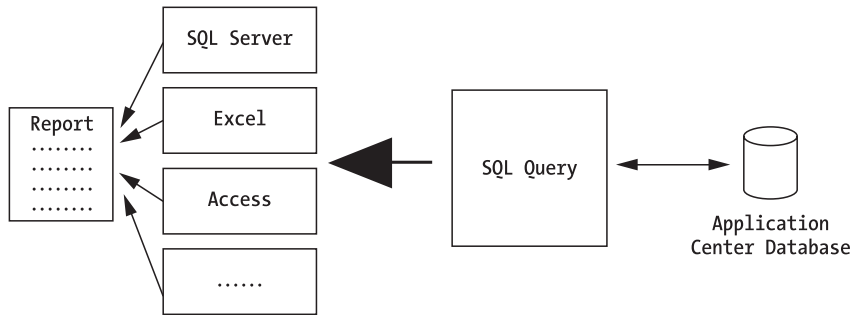 SQL Server
Report
........
........
........
........
Excel
Access
......
SQL Query
Application
Center Database